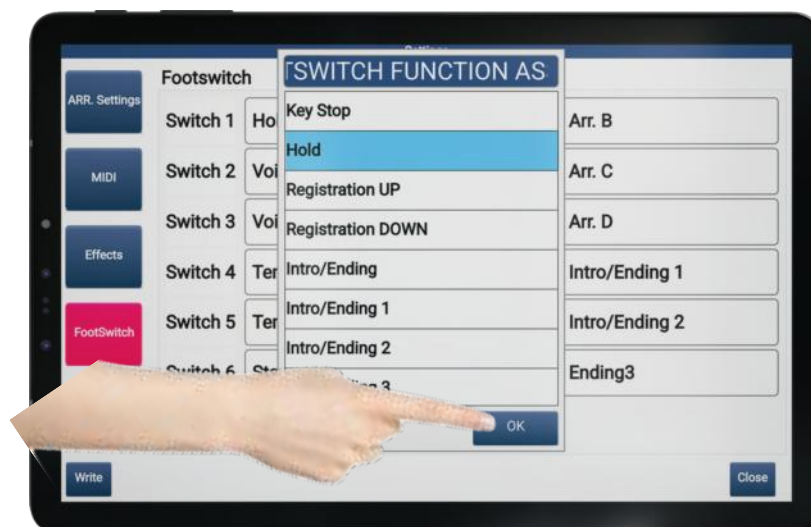 TSWITCH FUNCTION AS
Footswitch
ARR. Settings
Switch 1
Key Stop
Arr. B
Hold
MIDI
Switch 2
Arr. C
Registration UP
Switch 3
Registration DOWN
Arr. D
Effects
Switch 4
Intro/Ending
Intro/Ending 1
Switch 5
Intro/Ending 1
Intro/Ending 2
FootSwitch
Intro/Ending 2
Switch 6
Ending3
OK
Write
Close